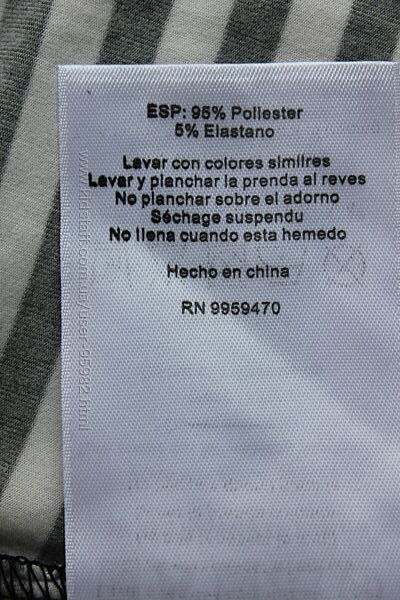 ESP: 95% Poliester
5% Elastano
Lavar con colores similres
Lavar y planchar la prenda al reves
No planchar sobre el adorno
Séchage suspendu
No llena cuando esta hemedo
Hecho en china
RN 9959470